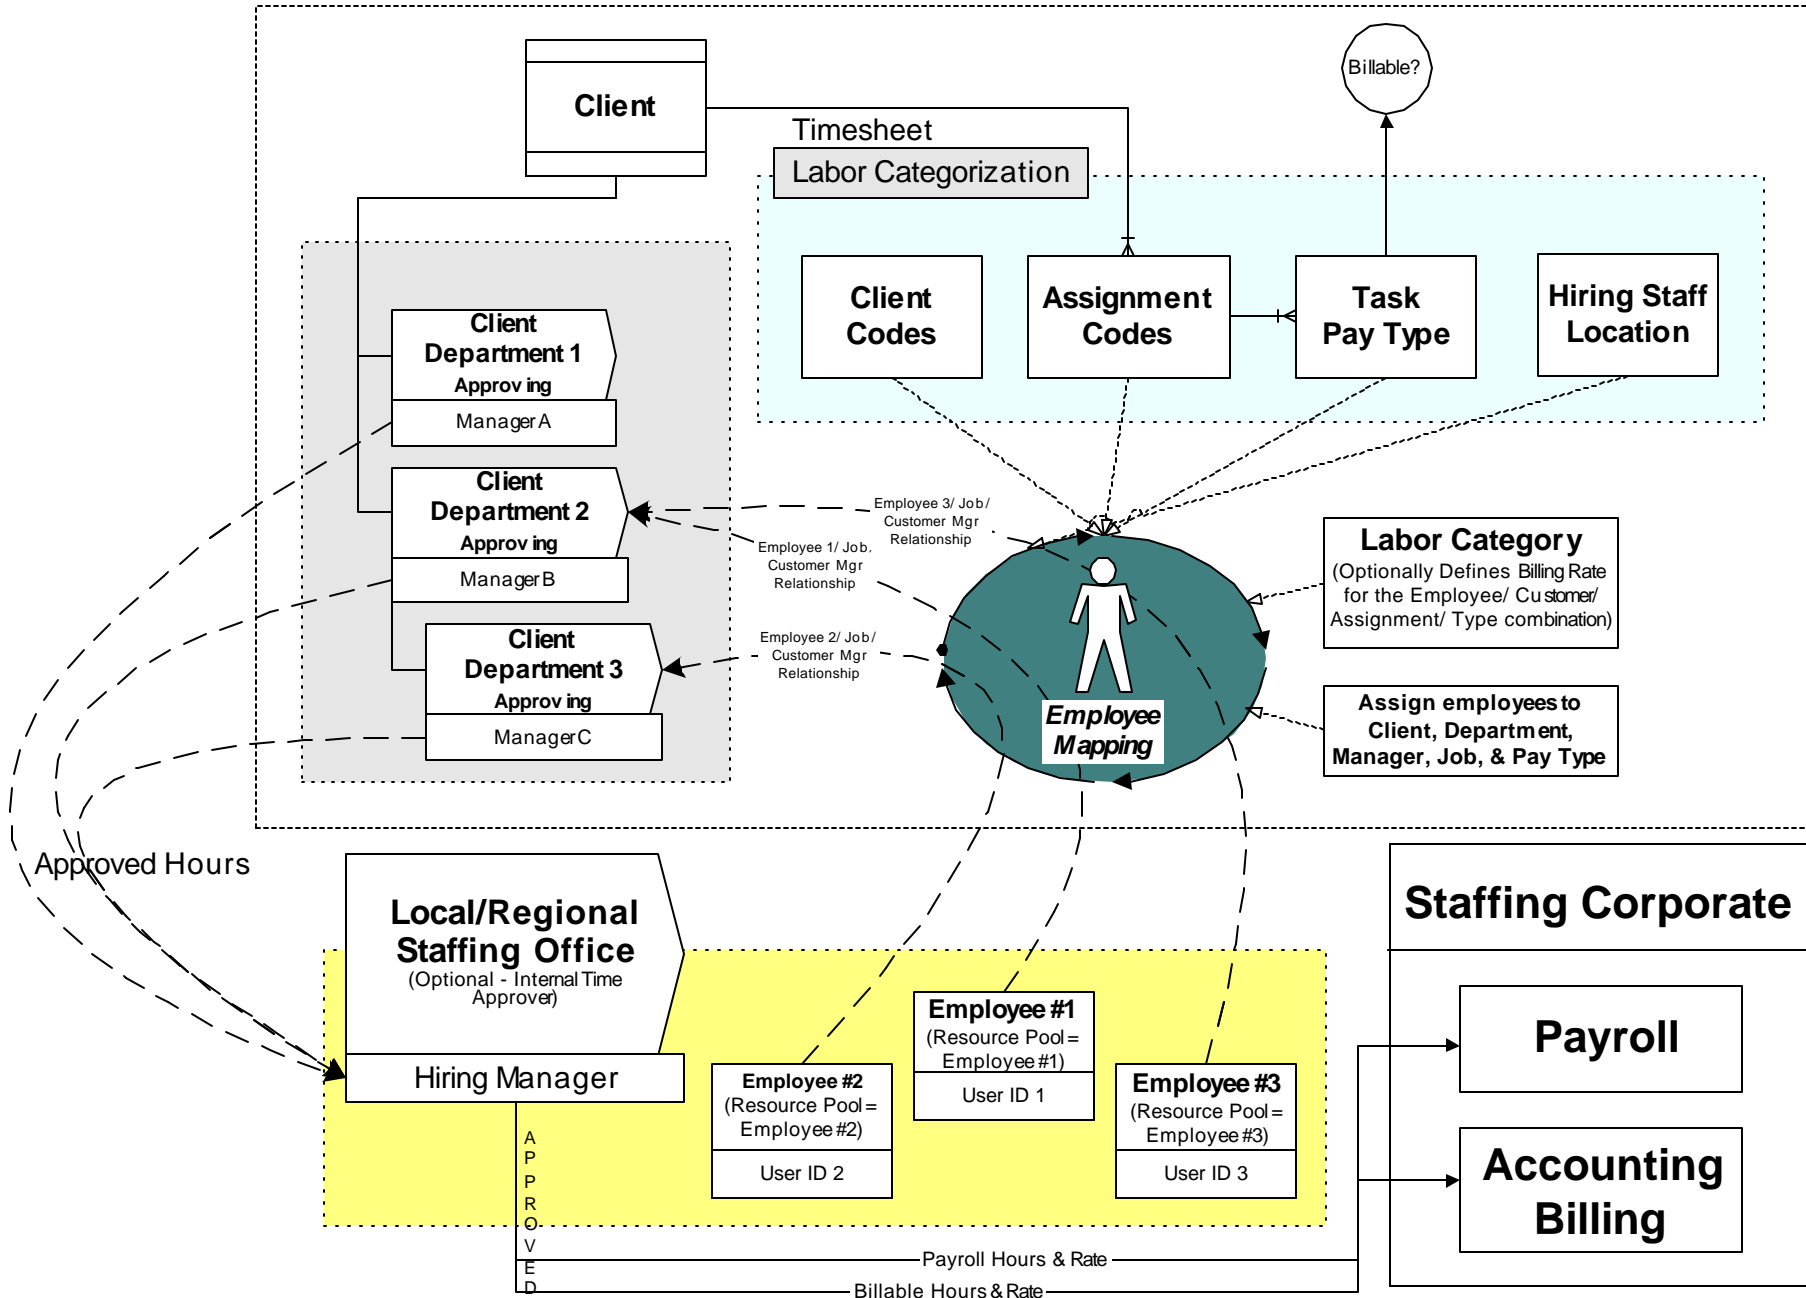 Client
Billable?
Timesheet
Labor Categorization
Client
Codes
Assignment
Codes
Task
Pay Type
Hiring Staff
Location
Client
Department 1
Approving
Manager A
Client
Department 2
Approving
Manager B
Client
Department 3
Approving
Manager C
Employee 3/ Job/
Customer Mgr
Relationship
Employee 1/ Job.
Customer Mgr
Relationship
Employee 2/ Job/
Customer Mgr
Relationship
Employee
Mapping
Labor Category
(Optionally Defines Billing Rate
for the Employee/ Customer/
Assignment/ Type combination)
Assign employees to
Client, Department,
Manager, Job, & Pay Type
Approved Hours
Local/Regional
Staffing Office
(Optional - Internal Time
Approver)
Hiring Manager
Employee #2
(Resource Pool=
Employee #2)
User ID 2
Employee #1
(Resource Pool=
Employee #1)
User ID 1
Employee #3
(Resource Pool=
Employee #3)
User ID 3
Staffing Corporate
Payroll
Accounting
Billing
APPROVED
Payroll Hours & Rate
Billable Hours & Rate